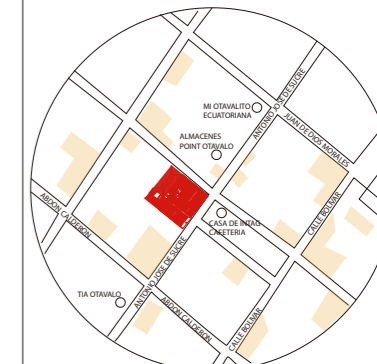 MI OTAVALITO
ECUATORIANA
ANTONIO JOSE DE SUCRE
JUAN DE DIOS MORALES
ALMACENES
POINT OTAVALO
ABDON CALDERON
CALLE BOLIVAR
CASA DE INTAG
CAFETERIA
ANTONIO JOSE DE SUCRE
TIA OTAVALO
ABDON CALDERON
CALLE BOLIVAR